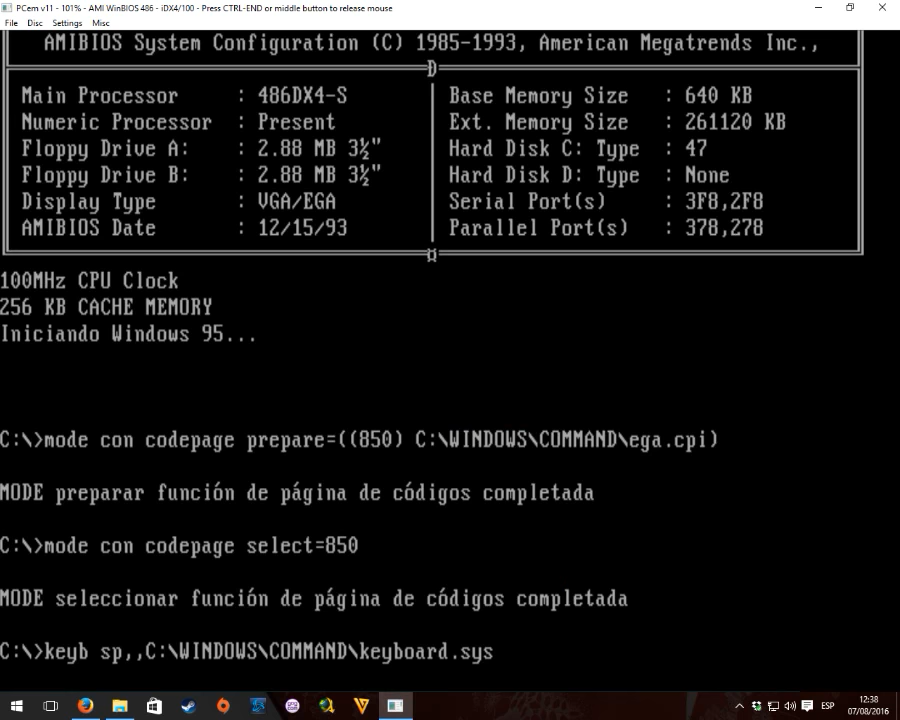 PCem v11 - 101% - AMI WinBIOS 486 - iDX4/100 - Press CTRL-END or middle button to release mouse
File Disk Settings Misc
AMIBIOS System Configuration (C) 1985-1993, American Megatrends Inc.,
Main Processor : 486DX4-S
Numeric Processor : Present
Floppy Drive A: : 2.88 MB 3½"
Floppy Drive B: : 2.88 MB 3½"
Display Type : VGA/EGA
AMIBIOS Date : 12/15/93
Base Memory Size : 640 KB
Ext. Memory Size : 261120 KB
Hard Disk C: Type : 47
Hard Disk D: Type : None
Serial Port(s) : 3F8,2F8
Parallel Port(s) : 378,278
100MHz CPU Clock
256 KB CACHE MEMORY
Iniciando Windows 95...
C:\>mode con codepage prepare=((850) C:\WINDOWS\COMMAND\ega.cpi)
MODE preparar función de página de códigos completada
C:\>mode con codepage select=850
MODE seleccionar función de página de códigos completada
C:\>keyb sp,,C:\WINDOWS\COMMAND\keyboard.sys
ESP
12:38
07/08/2016